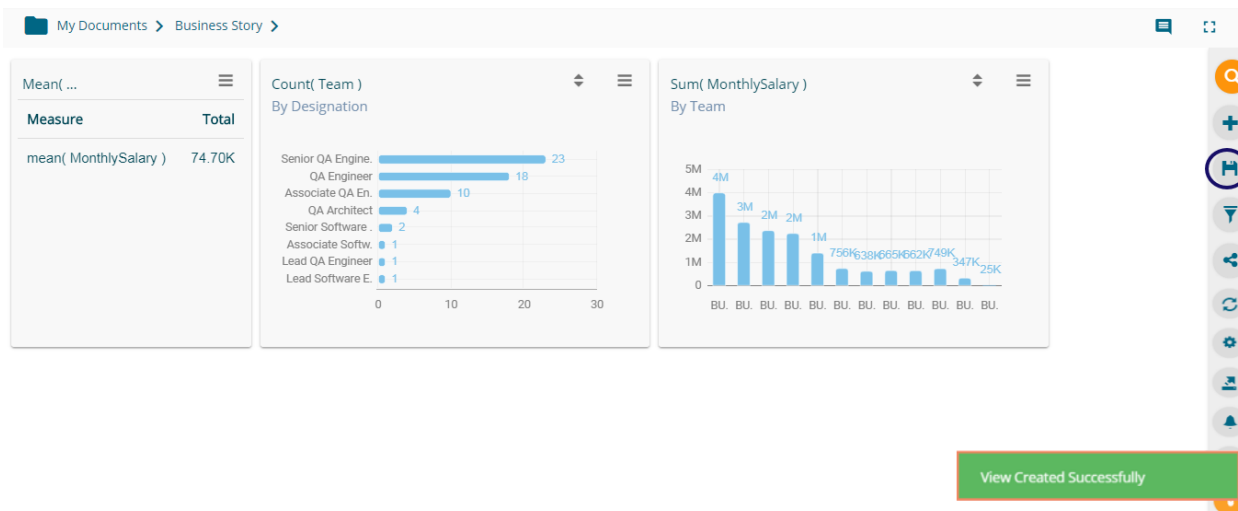 My Documents Business Story
Mean( ...
Measure Total
mean( MonthlySalary ) 74.70K
Count( Team )
By Designation
Senior QA Engine. 23
QA Engineer 18
Associate QA En. 10
QA Architect 4
Senior Software . 2
Associate Softw. 1
Lead QA Engineer 1
Lead Software E. 1
0 10 20 30
Sum( MonthlySalary )
By Team
5M
4M
3M
2M
1M
0
4M 3M 2M 2M 1M 756K 638K 665K 662K 749K 347K 25K
BU. BU. BU. BU. BU. BU. BU. BU. BU. BU. BU. BU.
View Created Successfully